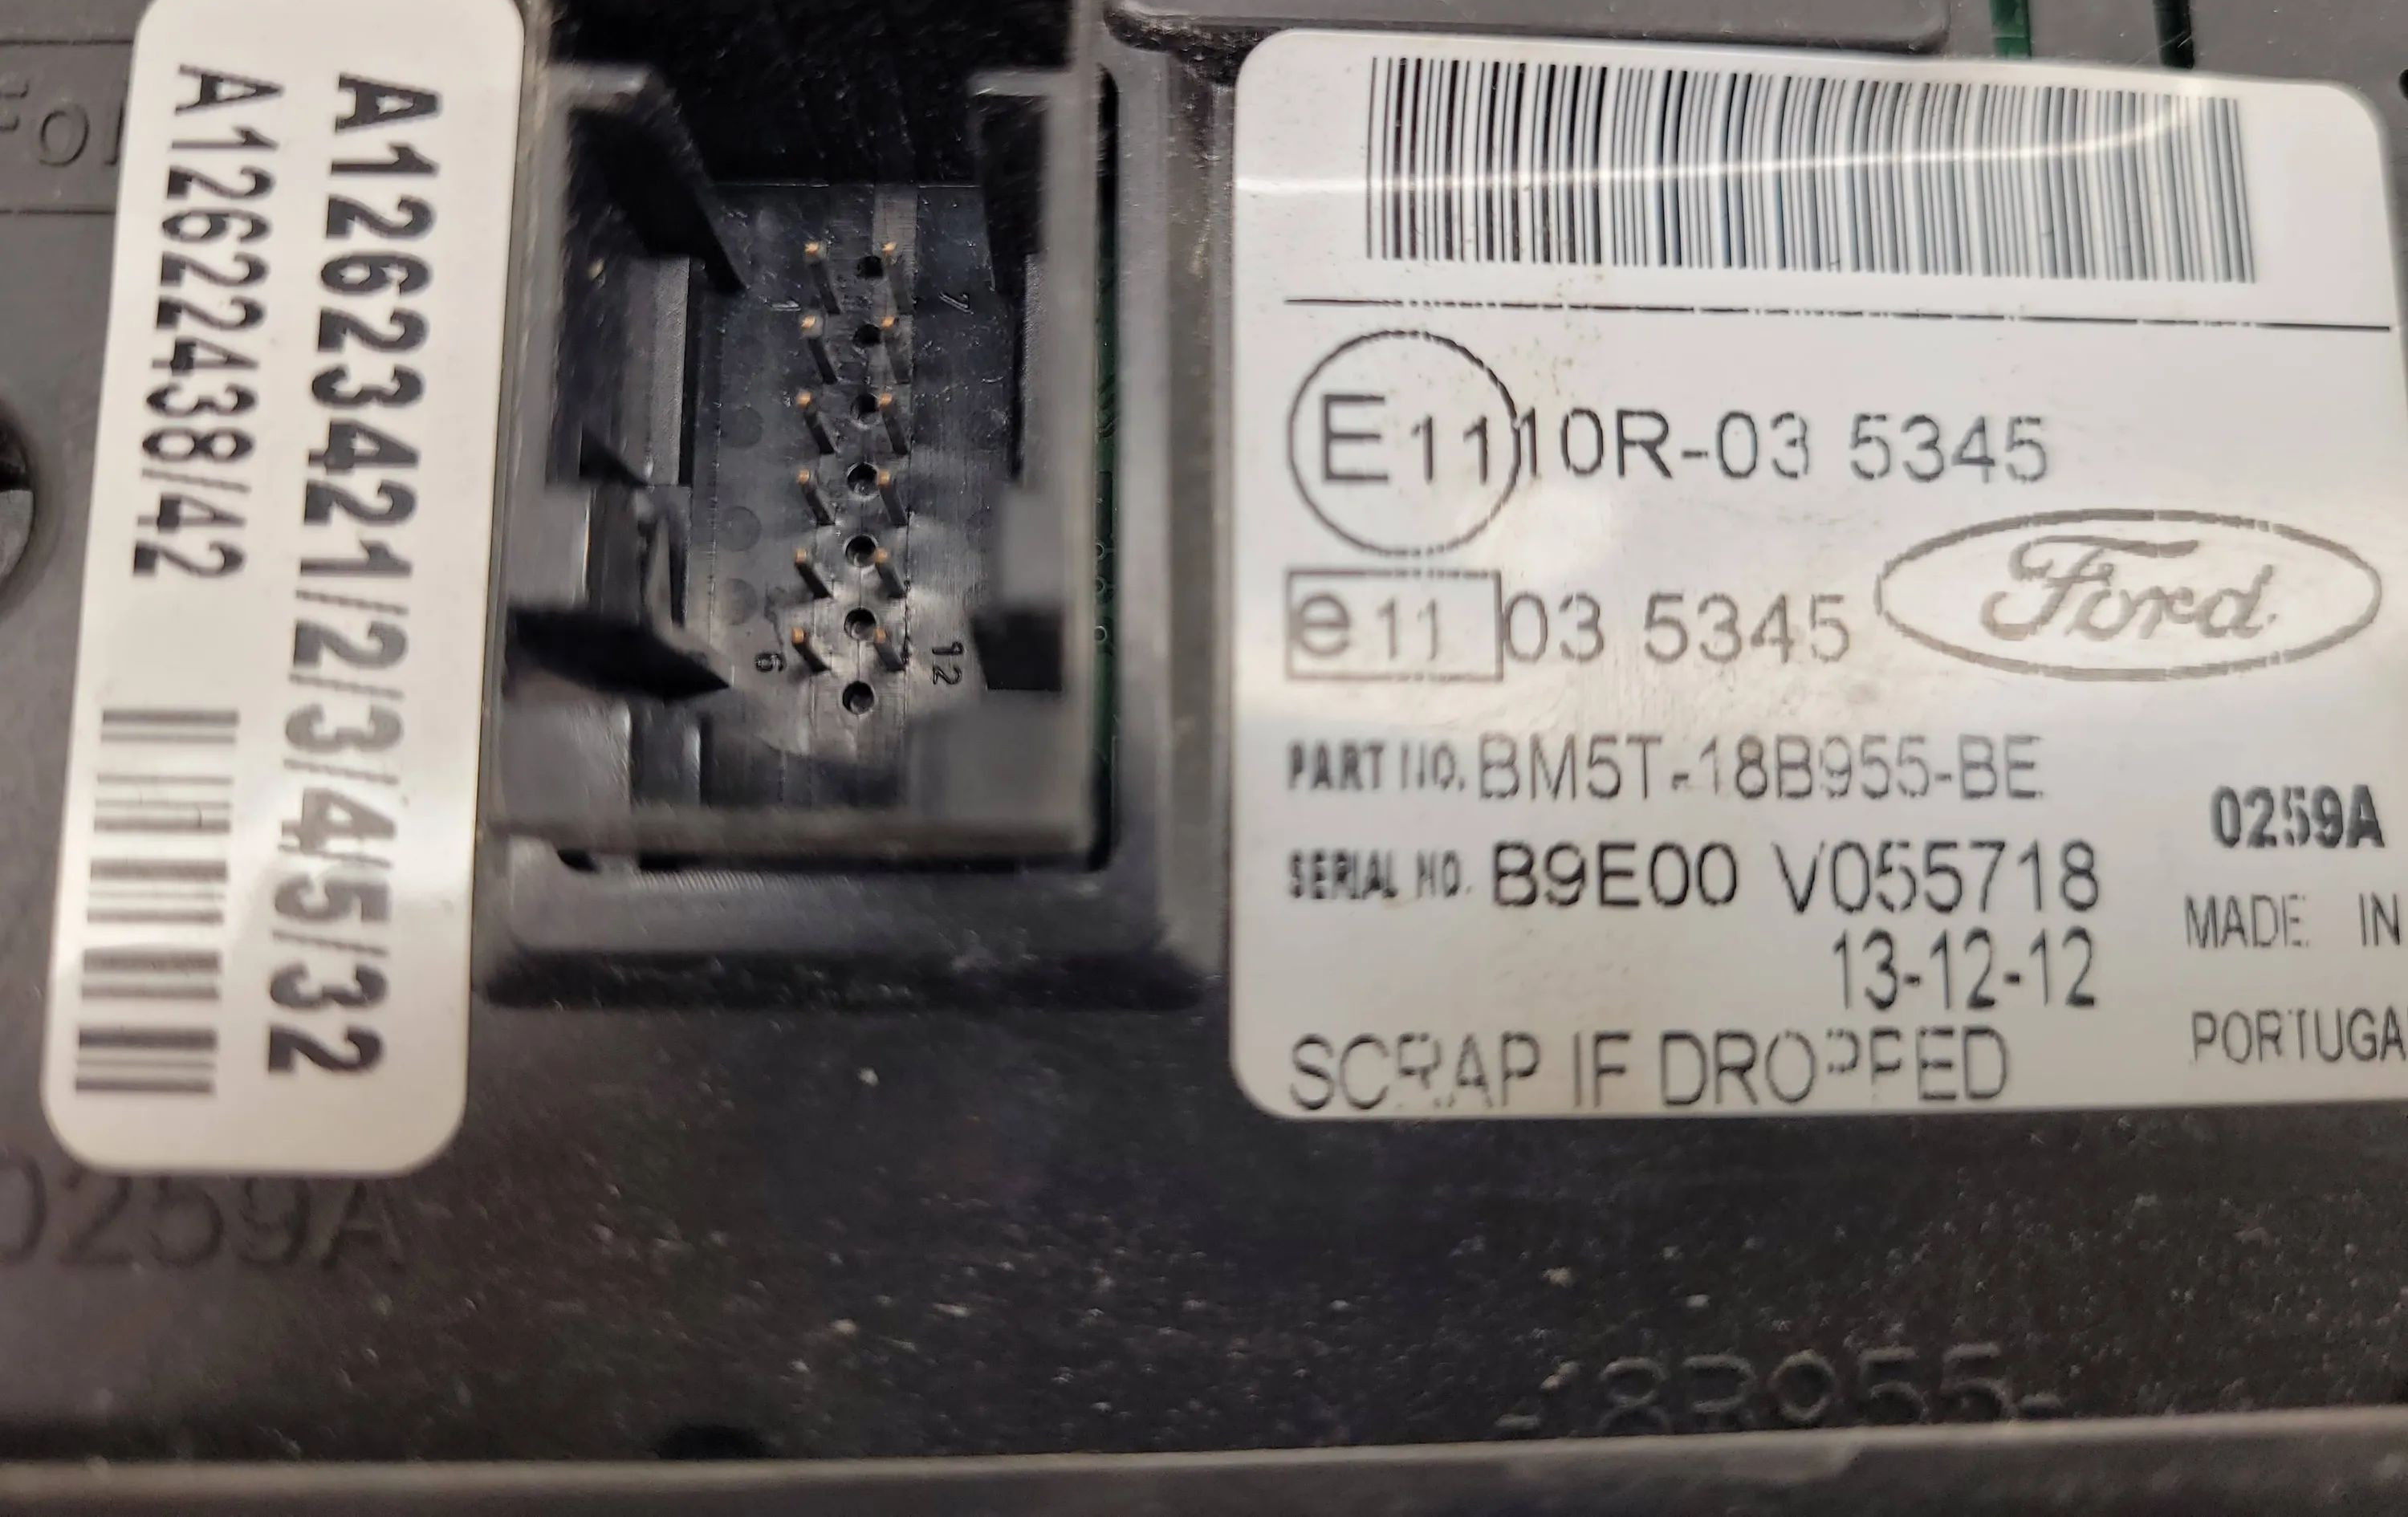 A12623421/2/3/4/5/32
A12622438/42
1
7
6
12
E11 10R-03 5345
e11 03 5345
Ford
PART NO. BM5T-18B955-BE
0259A
SERIAL NO. B9E00 V055718
MADE IN
13-12-12
PORTUGA
SCRAP IF DROPPED
0259A